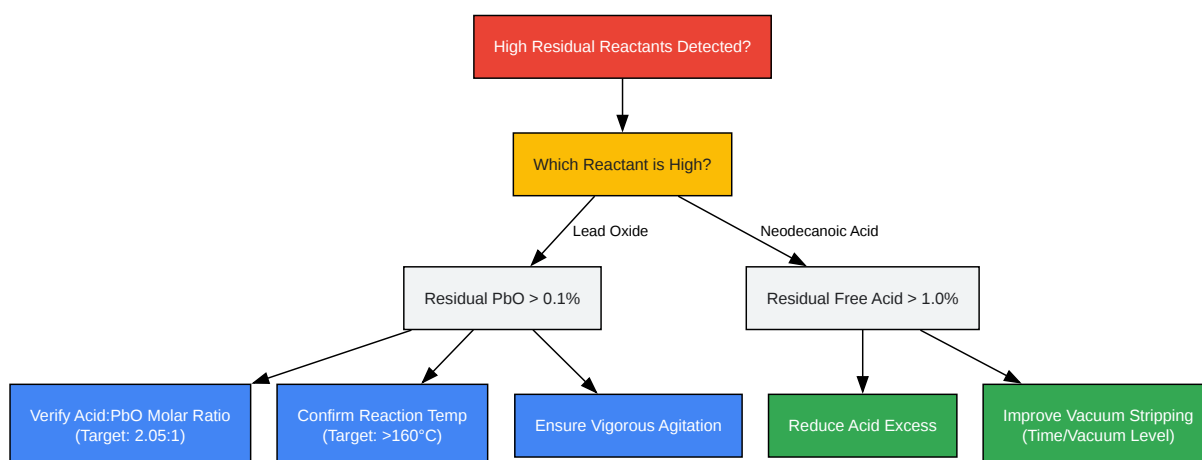 High Residual Reactants Detected?
Which Reactant is High?
Lead Oxide
Neodecanoic Acid
Residual PbO > 0.1%
Residual Free Acid > 1.0%
Verify Acid:PbO Molar Ratio
(Target: 2.05:1)
Confirm Reaction Temp
(Target: >160°C)
Ensure Vigorous Agitation
Reduce Acid Excess
Improve Vacuum Stripping
(Time/Vacuum Level)